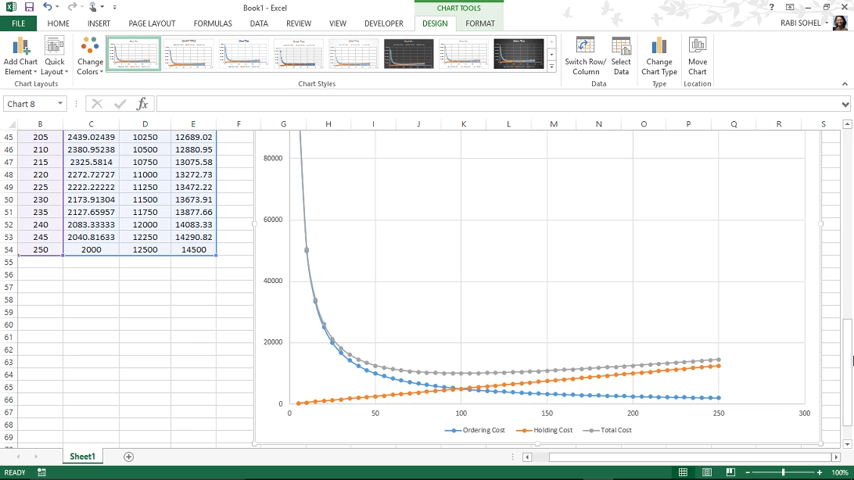 Book1 - Excel
CHART TOOLS
FILE HOME INSERT PAGE LAYOUT FORMULAS DATA REVIEW VIEW DEVELOPER DESIGN FORMAT RABI SOHEL
Add Chart Element
Quick Layout
Change Colors
Switch Row/ Column
Select Data
Change Chart Type
Move Chart
Chart Layouts Chart Styles Data Type Location
Chart 8 fx
B C D E F G H I J K L M N O P Q R S
45 205 2439.02439 10250 12689.02
46 210 2380.95238 10500 12880.95
47 215 2325.5814 10750 13075.58
48 220 2272.72727 11000 13272.73
49 225 2222.22222 11250 13472.22
50 230 2173.91304 11500 13673.91
51 235 2127.65957 11750 13877.66
52 240 2083.33333 12000 14083.33
53 245 2040.81633 12250 14290.82
54 250 2000 12500 14500
55
56
57
58
59
60
61
62
63
64
65
66
67
68
69
80000
60000
40000
20000
0
0 50 100 150 200 250 300
Ordering Cost Holding Cost Total Cost
Sheet1
READY 100%